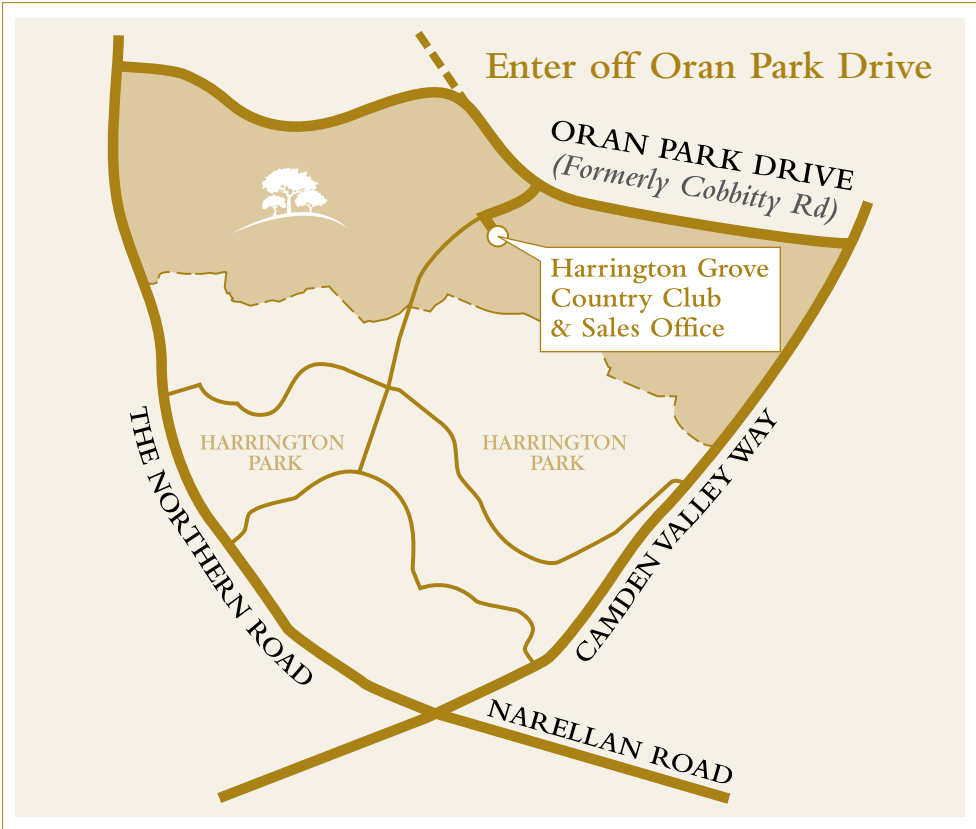 Enter off Oran Park Drive
ORAN PARK DRIVE
(Formerly Cobbitty Rd)
Harrington Grove
Country Club
& Sales Office
HARRINGTON
PARK
HARRINGTON
PARK
THE NORTHERN ROAD
CAMDEN VALLEY WAY
NARELLAN ROAD